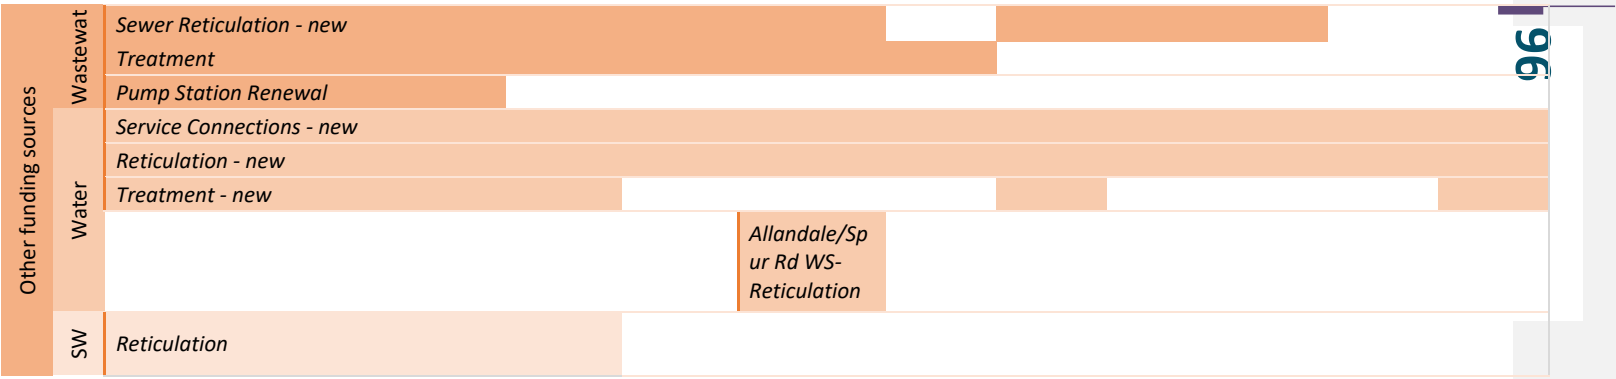 Other funding sources
Wastewat
Sewer Reticulation - new
Treatment
Pump Station Renewal
Water
Service Connections - new
Reticulation - new
Treatment - new
Allandale/Sp
ur Rd WS-
Reticulation
SW
Reticulation
96